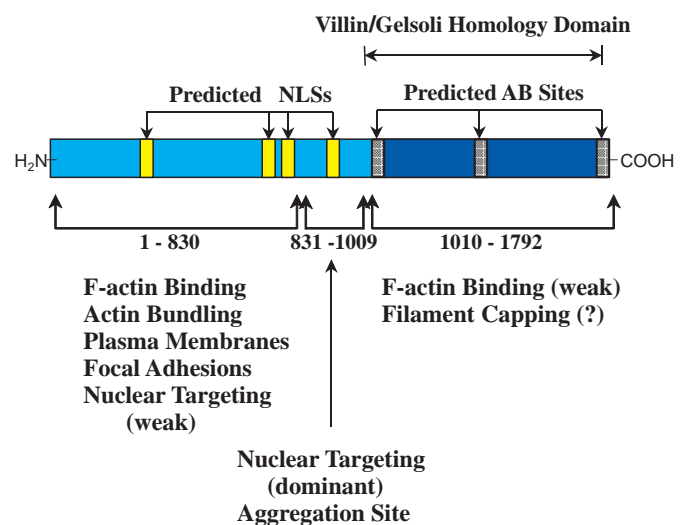 Villin/Gelsoli Homology Domain
Predicted NLSs
Predicted AB Sites
H₂N
COOH
1 - 830
831 -1009
1010 - 1792
F-actin Binding
Actin Bundling
Plasma Membranes
Focal Adhesions
Nuclear Targeting
(weak)
F-actin Binding (weak)
Filament Capping (?)
Nuclear Targeting
(dominant)
Aggregation Site